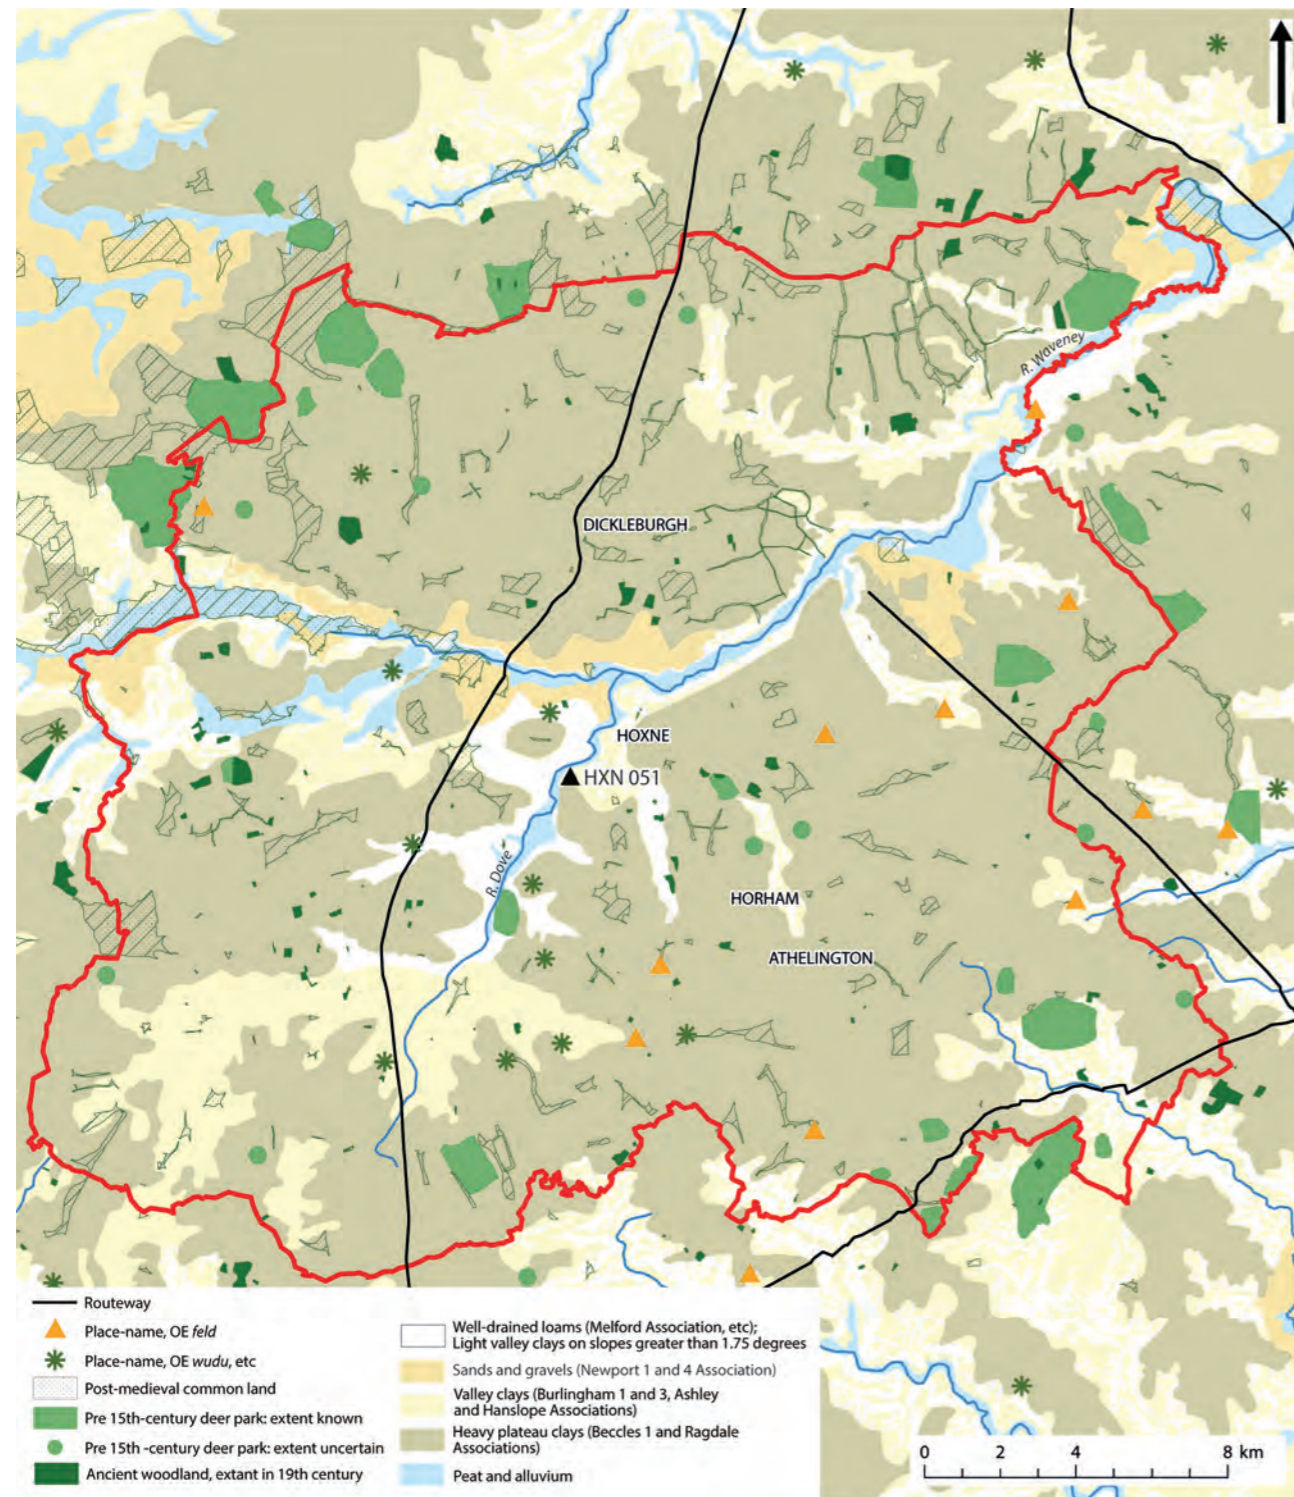 R. Waveney
DICKLEBURGH
HOXNE
HXN 051
R. Dove
HORHAM
ATHELINGTON
Routeway
Place-name, OE feld
Place-name, OE wudu, etc
Post-medieval common land
Pre 15th-century deer park: extent known
Pre 15th -century deer park: extent uncertain
Ancient woodland, extant in 19th century
Well-drained loams (Melford Association, etc);
Light valley clays on slopes greater than 1.75 degrees
Sands and gravels (Newport 1 and 4 Association)
Valley clays (Burlingham 1 and 3, Ashley
and Hanslope Associations)
Heavy plateau clays (Beccles 1 and Ragdale
Associations)
Peat and alluvium
0 2 4 8 km